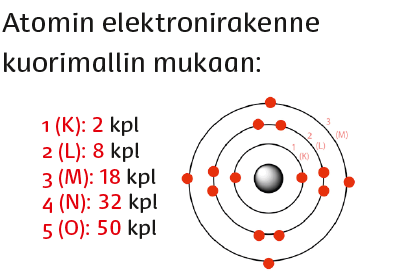 Atomin elektronirakenne
kuorimallin mukaan:
1 (K): 2 kpl
2 (L): 8 kpl
3 (M): 18 kpl
4 (N): 32 kpl
5 (O): 50 kpl
3
(M)
2
(L)
1
(K)